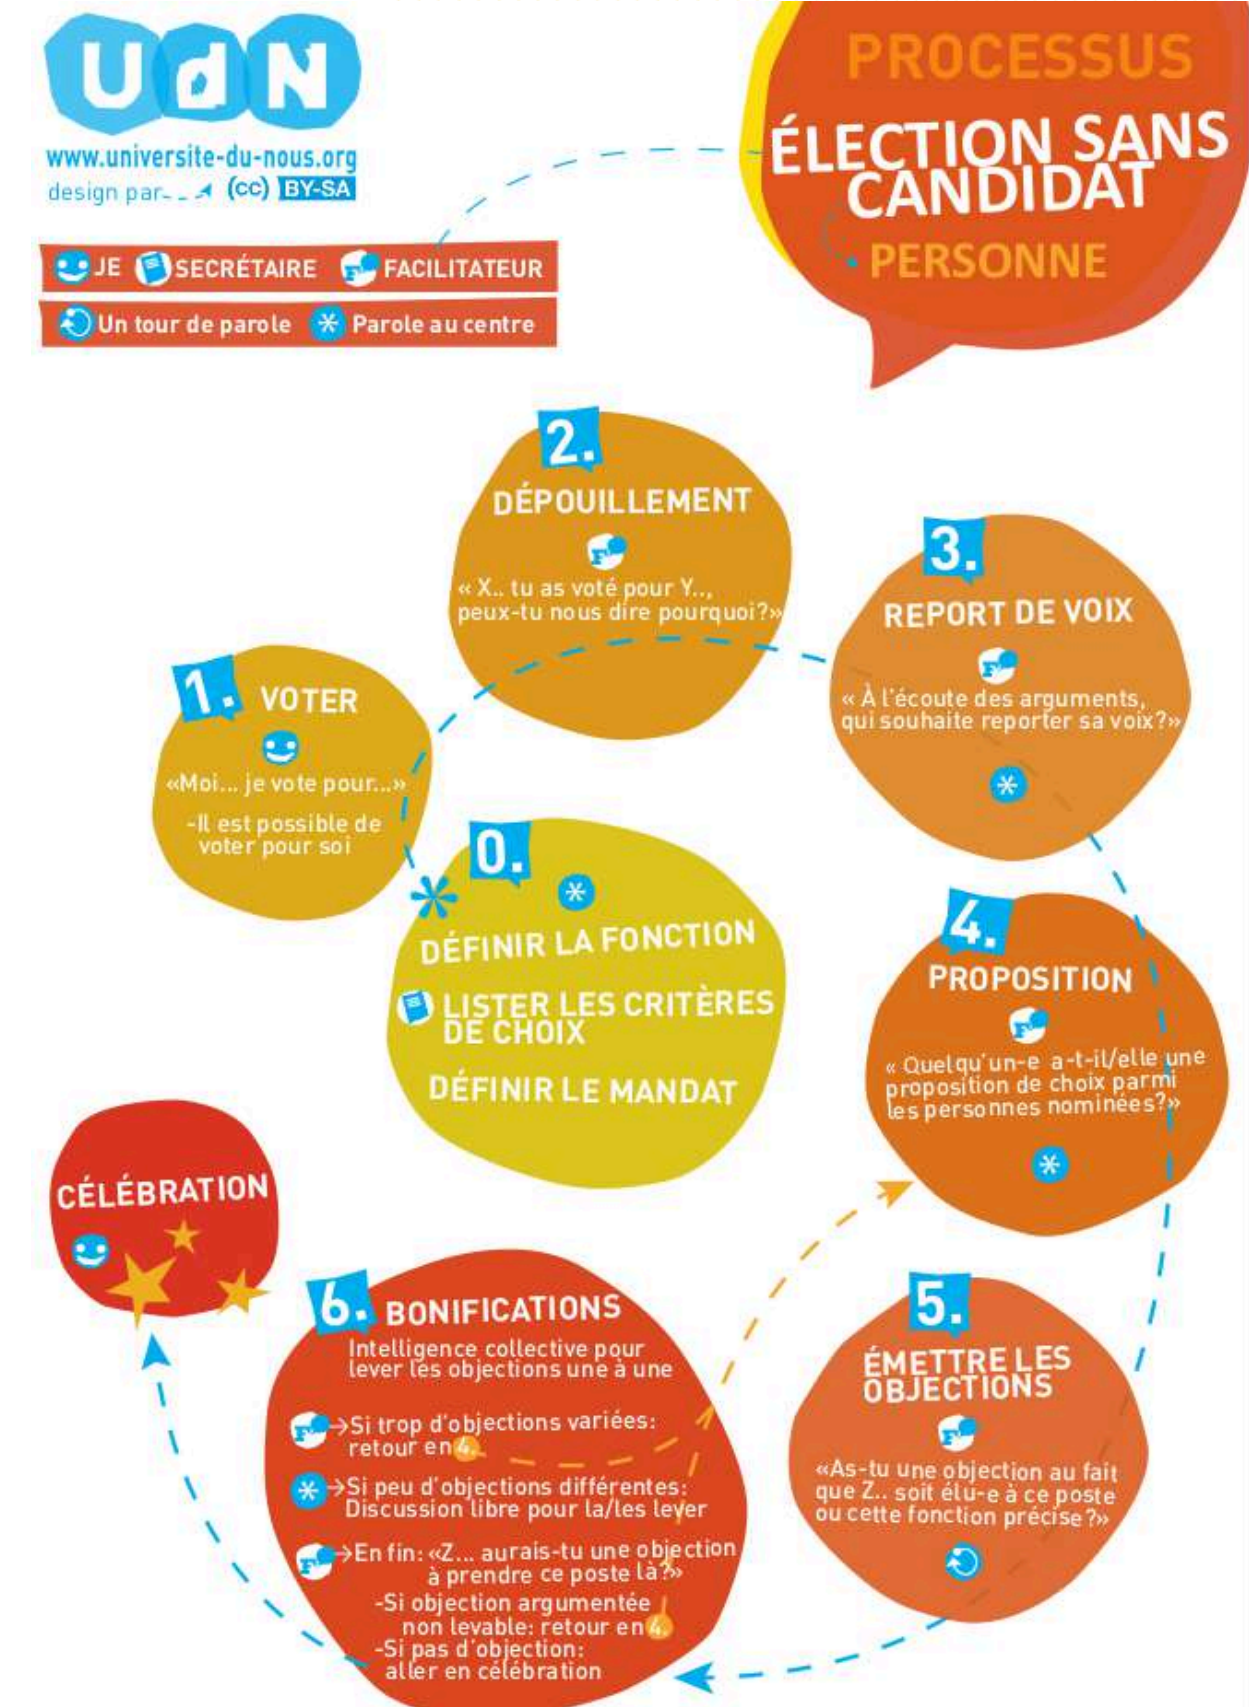 UdN
www.universite-du-nous.org
design par (cc) BY-SA
PROCESSUS
ÉLECTION SANS
CANDIDAT
PERSONNE
JE SECRÉTAIRE FACILITATEUR
Un tour de parole * Parole au centre
0.
*
DÉFINIR LA FONCTION
LISTER LES CRITÈRES
DE CHOIX
DÉFINIR LE MANDAT
1. VOTER
«Moi... je vote pour...»
-Il est possible de
voter pour soi
2.
DÉPOUILLEMENT
F
« X.. tu as voté pour Y..,
peux-tu nous dire pourquoi?»
3.
REPORT DE VOIX
F
« À l'écoute des arguments,
qui souhaite reporter sa voix?»
*
4.
PROPOSITION
F
« Quelqu'un-e a-t-il/elle une
proposition de choix parmi
les personnes nominées?»
*
5.
ÉMETTRE LES
OBJECTIONS
F
«As-tu une objection au fait
que Z.. soit élu-e à ce poste
ou cette fonction précise?»
6. BONIFICATIONS
Intelligence collective pour
lever les objections une à une
F →Si trop d'objections variées:
retour en 4.
* →Si peu d'objections différentes:
Discussion libre pour la/les lever
F →En fin: «Z... aurais-tu une objection
à prendre ce poste là?»
-Si objection argumentée
non levable: retour en 4.
-Si pas d'objection:
aller en célébration
CÉLÉBRATION